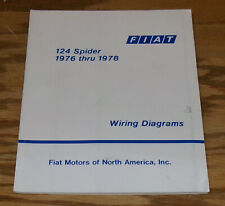 FIAT
124 Spider
1976 thru 1978
Wiring Diagrams
Fiat Motors of North America, Inc.